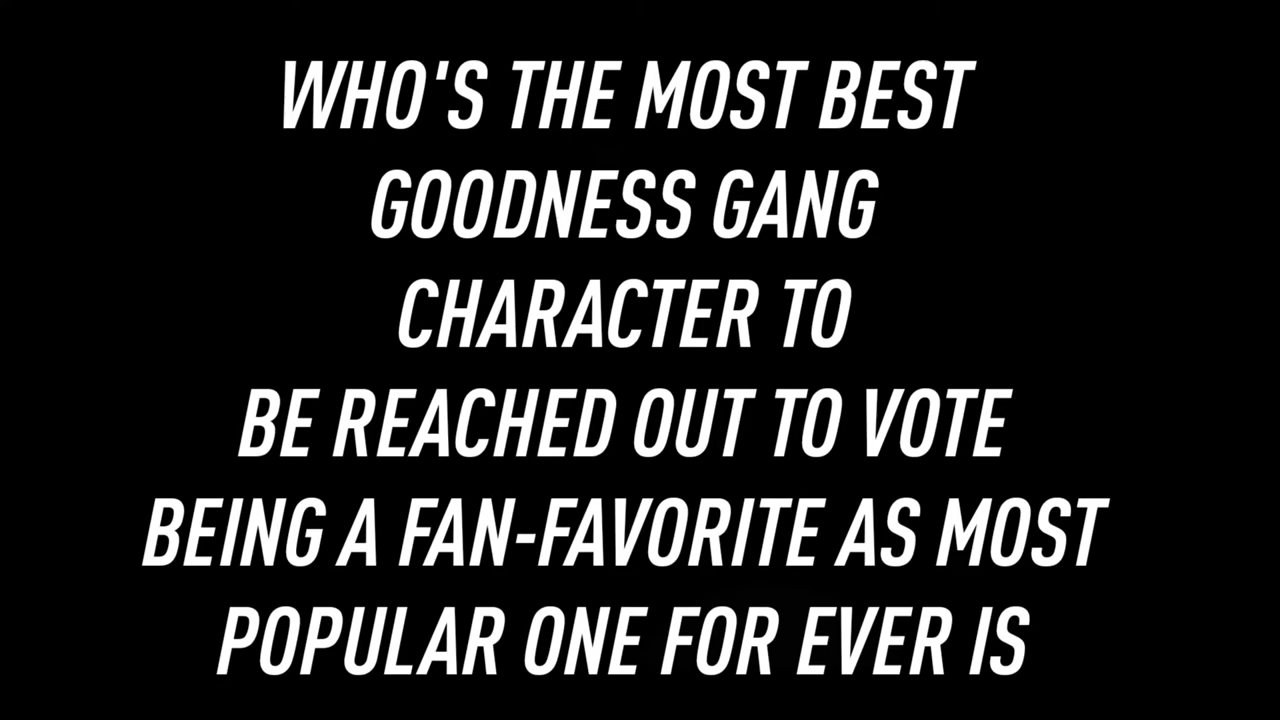 WHO'S THE MOST BEST
GOODNESS GANG
CHARACTER TO
BE REACHED OUT TO VOTE
BEING A FAN-FAVORITE AS MOST
POPULAR ONE FOR EVER IS